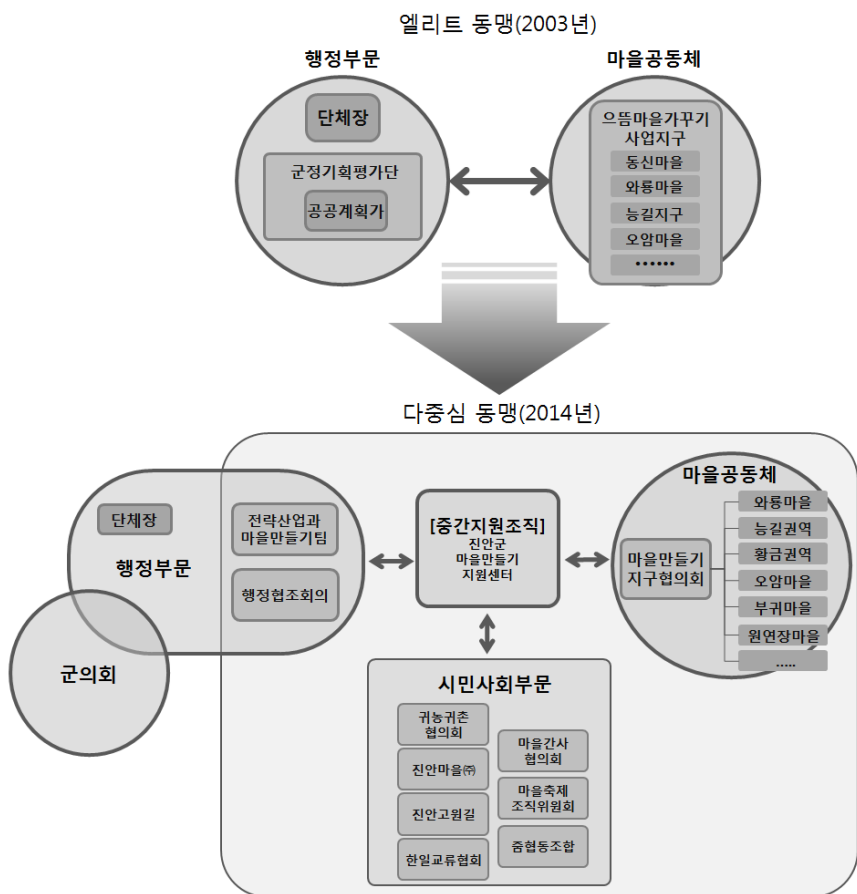 엘리트 동맹(2003년)
행정부문
단체장
군정기획평가단
공공계획가
마을공동체
으뜸마을가꾸기
사업지구
동신마을
와룡마을
능길지구
오암마을
••••••
다중심 동맹(2014년)
단체장
행정부문
전략산업과
마을만들기팀
행정협조회의
군의회
[중간지원조직]
진안군
마을만들기
지원센터
마을공동체
마을만들기
지구협의회
와룡마을
능길권역
황금권역
오암마을
부귀마을
원연장마을
.....
시민사회부문
귀농귀촌
협의회
진안마을㈜
진안고원길
한일교류협회
마을간사
협의회
마을축제
조직위원회
줌협동조합